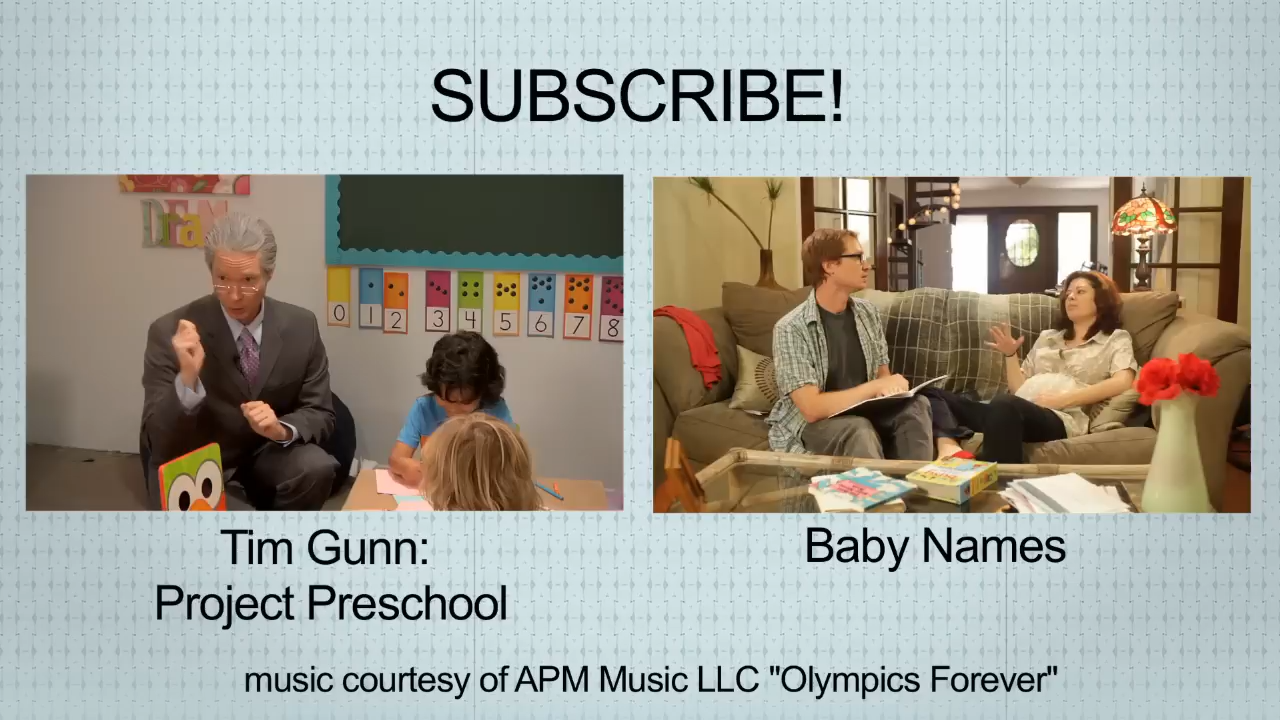 SUBSCRIBE!
DraN
0 1 2 3 4 5 6 7 8
Tim Gunn:
Project Preschool
Baby Names
music courtesy of APM Music LLC "Olympics Forever"